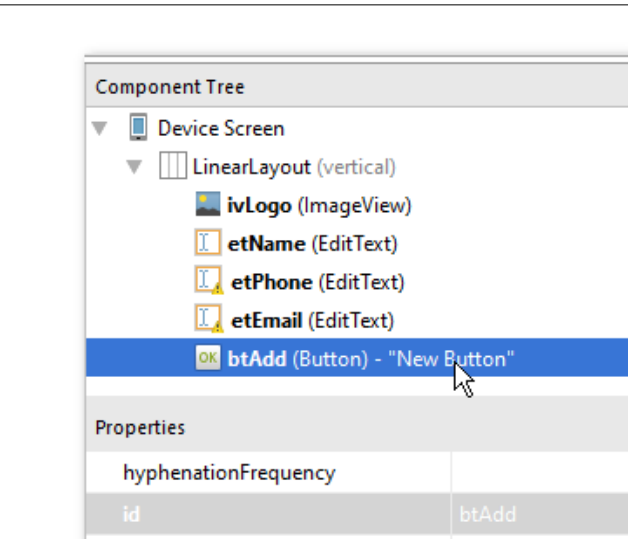 Component Tree
Device Screen
LinearLayout (vertical)
ivLogo (ImageView)
etName (EditText)
etPhone (EditText)
etEmail (EditText)
OK btAdd (Button) - "New Button"
Properties
hyphenationFrequency
id btAdd